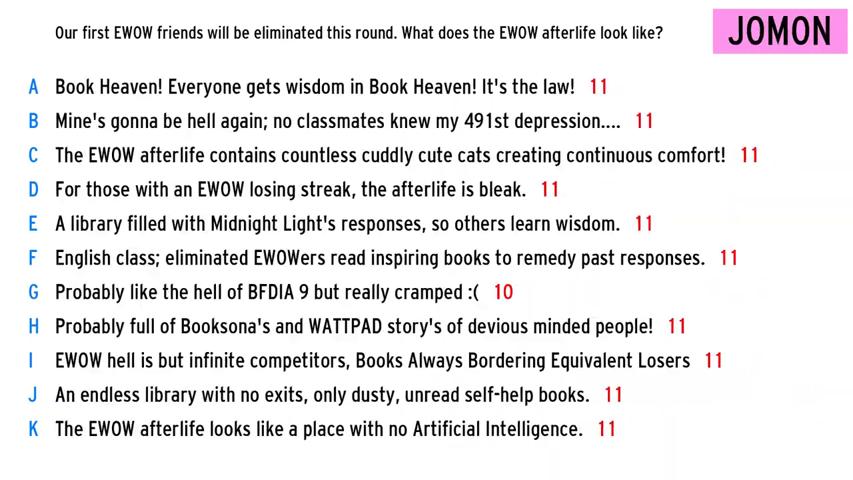 Our first EWOW friends will be eliminated this round. What does the EWOW afterlife look like?
JOMON
A Book Heaven! Everyone gets wisdom in Book Heaven! It's the law! 11
B Mine's gonna be hell again; no classmates knew my 491st depression.... 11
C The EWOW afterlife contains countless cuddly cute cats creating continuous comfort! 11
D For those with an EWOW losing streak, the afterlife is bleak. 11
E A library filled with Midnight Light's responses, so others learn wisdom. 11
F English class; eliminated EWOWers read inspiring books to remedy past responses. 11
G Probably like the hell of BFDIA 9 but really cramped :( 10
H Probably full of Booksona's and WATTPAD story's of devious minded people! 11
I EWOW hell is but infinite competitors, Books Always Bordering Equivalent Losers 11
J An endless library with no exits, only dusty, unread self-help books. 11
K The EWOW afterlife looks like a place with no Artificial Intelligence. 11